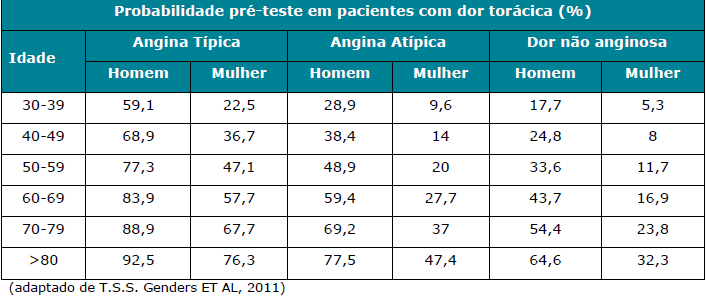 Probabilidade pré-teste em pacientes com dor torácica (%)
Idade Angina Típica Angina Atípica Dor não anginosa
Homem Mulher Homem Mulher Homem Mulher
30-39 59,1 22,5 28,9 9,6 17,7 5,3
40-49 68,9 36,7 38,4 14 24,8 8
50-59 77,3 47,1 48,9 20 33,6 11,7
60-69 83,9 57,7 59,4 27,7 43,7 16,9
70-79 88,9 67,7 69,2 37 54,4 23,8
>80 92,5 76,3 77,5 47,4 64,6 32,3
(adaptado de T.S.S. Genders ET AL, 2011)